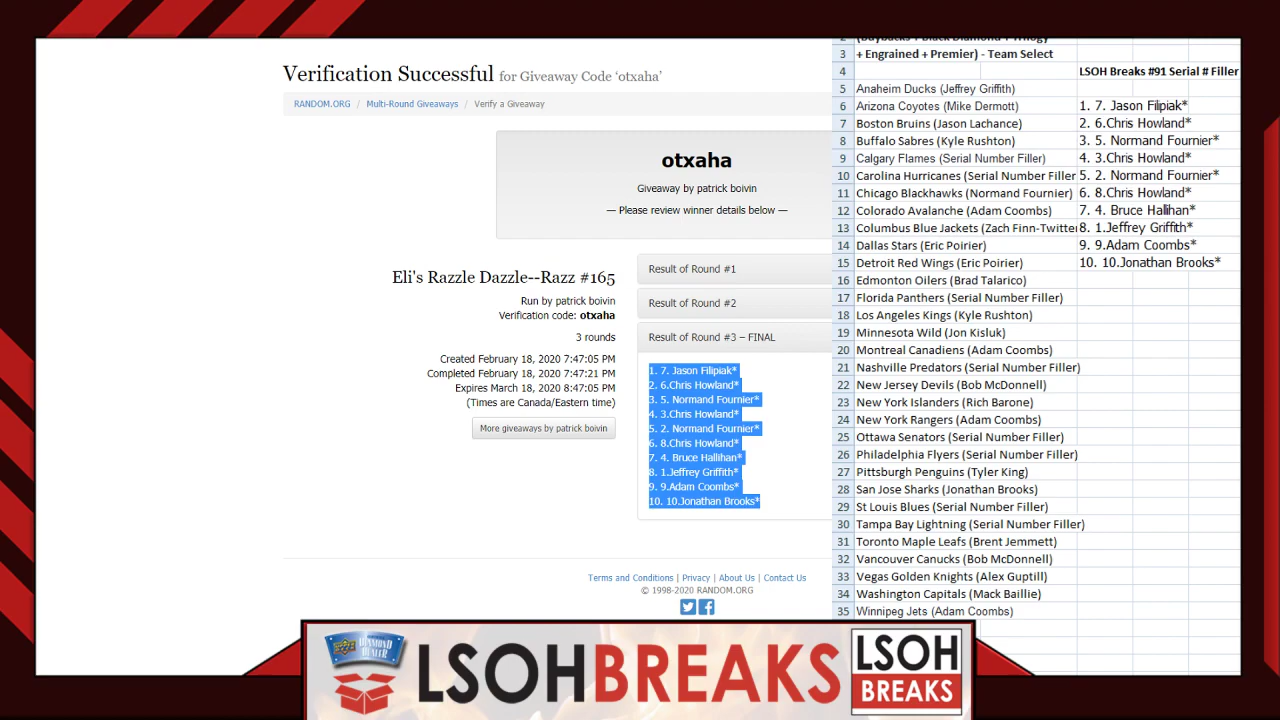 Verification Successful for Giveaway Code ‘otxaha’
RANDOM.ORG / Multi-Round Giveaways / Verify a Giveaway
otxaha
Giveaway by patrick boivin
— Please review winner details below —
Eli's Razzle Dazzle--Razz #165
Run by patrick boivin
Verification code: otxaha
3 rounds
Created February 18, 2020 7:47:05 PM
Completed February 18, 2020 7:47:21 PM
Expires March 18, 2020 8:47:05 PM
(Times are Canada/Eastern time)
More giveaways by patrick boivin
Result of Round #1
Result of Round #2
Result of Round #3 – FINAL
1. 7. Jason Filipiak*
2. 6.Chris Howland*
3. 5. Normand Fournier*
4. 3.Chris Howland*
5. 2. Normand Fournier*
6. 8.Chris Howland*
7. 4. Bruce Hallihan*
8. 1.Jeffrey Griffith*
9. 9.Adam Coombs*
10. 10.Jonathan Brooks*
Terms and Conditions | Privacy | About Us | Contact Us
© 1998-2020 RANDOM.ORG
2 (Buybacks + Black Diamond + Trilogy
3 + Engrained + Premier) - Team Select
4 LSOH Breaks #91 Serial # Filler
5 Anaheim Ducks (Jeffrey Griffith)
6 Arizona Coyotes (Mike Dermott) 1. 7. Jason Filipiak*
7 Boston Bruins (Jason Lachance) 2. 6.Chris Howland*
8 Buffalo Sabres (Kyle Rushton) 3. 5. Normand Fournier*
9 Calgary Flames (Serial Number Filler) 4. 3.Chris Howland*
10 Carolina Hurricanes (Serial Number Filler 5. 2. Normand Fournier*
11 Chicago Blackhawks (Normand Fournier) 6. 8.Chris Howland*
12 Colorado Avalanche (Adam Coombs) 7. 4. Bruce Hallihan*
13 Columbus Blue Jackets (Zach Finn-Twitter 8. 1.Jeffrey Griffith*
14 Dallas Stars (Eric Poirier) 9. 9.Adam Coombs*
15 Detroit Red Wings (Eric Poirier) 10. 10.Jonathan Brooks*
16 Edmonton Oilers (Brad Talarico)
17 Florida Panthers (Serial Number Filler)
18 Los Angeles Kings (Kyle Rushton)
19 Minnesota Wild (Jon Kisluk)
20 Montreal Canadiens (Adam Coombs)
21 Nashville Predators (Serial Number Filler)
22 New Jersey Devils (Bob McDonnell)
23 New York Islanders (Rich Barone)
24 New York Rangers (Adam Coombs)
25 Ottawa Senators (Serial Number Filler)
26 Philadelphia Flyers (Serial Number Filler)
27 Pittsburgh Penguins (Tyler King)
28 San Jose Sharks (Jonathan Brooks)
29 St Louis Blues (Serial Number Filler)
30 Tampa Bay Lightning (Serial Number Filler)
31 Toronto Maple Leafs (Brent Jemmett)
32 Vancouver Canucks (Bob McDonnell)
33 Vegas Golden Knights (Alex Guptill)
34 Washington Capitals (Mack Baillie)
35 Winnipeg Jets (Adam Coombs)
DIAMOND
DEALER
LSOHBREAKS
LSOH
BREAKS